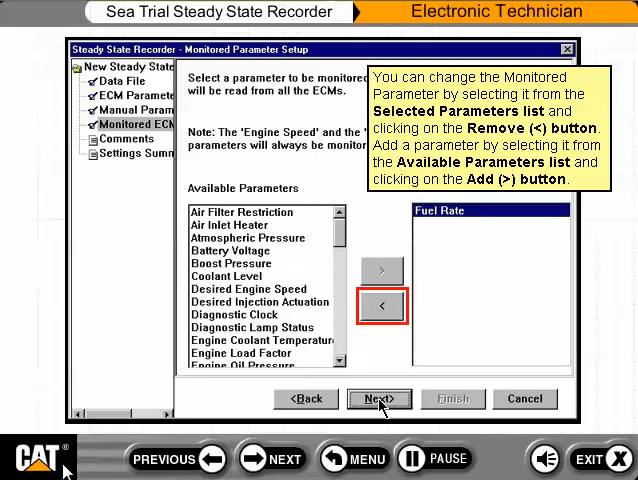 Sea Trial Steady State Recorder
Electronic Technician
Steady State Recorder - Monitored Parameter Setup
New Steady State
Data File
ECM Paramete
Manual Param
Monitored ECM
Comments
Settings Summ
Select a parameter to be monitored
will be read from all the ECMs.
Note: The 'Engine Speed' and the '
parameters will always be monitor
You can change the Monitored
Parameter by selecting it from the
Selected Parameters list and
clicking on the Remove (<) button.
Add a parameter by selecting it from
the Available Parameters list and
clicking on the Add (>) button.
Available Parameters
Air Filter Restriction
Air Inlet Heater
Atmospheric Pressure
Battery Voltage
Boost Pressure
Coolant Level
Desired Engine Speed
Desired Injection Actuation
Diagnostic Clock
Diagnostic Lamp Status
Engine Coolant Temperature
Engine Load Factor
Engine Oil Pressure
>
<
Fuel Rate
<Back
Next>
Finish
Cancel
CAT®
PREVIOUS
NEXT
MENU
PAUSE
EXIT X